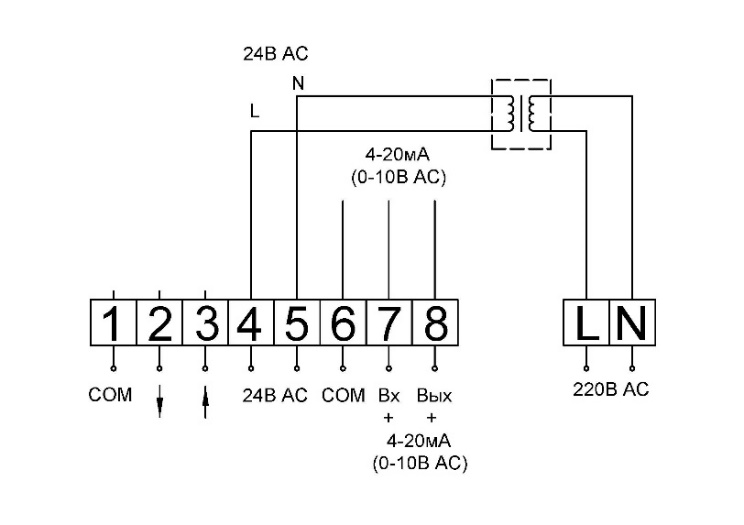 24В AC
N
L
4-20мА
(0-10В AC)
1 2 3 4 5 6 7 8 L N
COM 24В AC COM Вх Вых 220В AC
+ +
4-20мА
(0-10В AC)